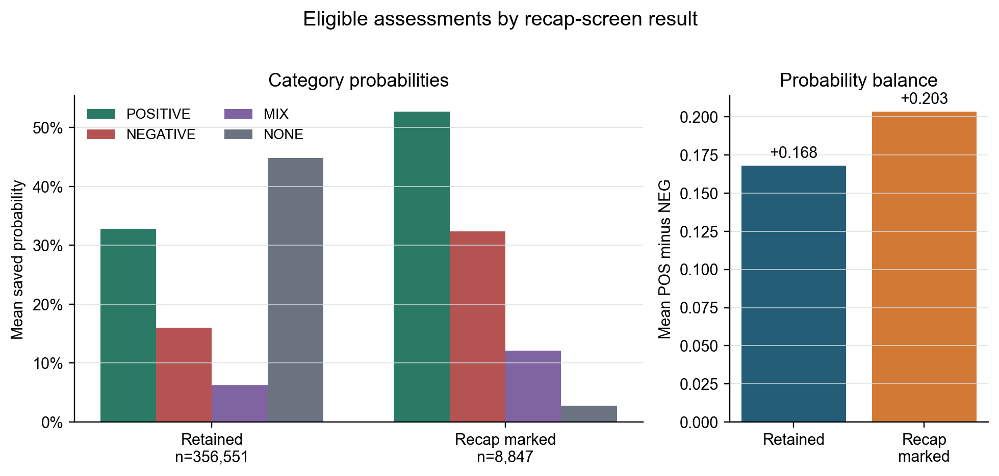 Eligible assessments by recap-screen result
Category probabilities
POSITIVE
NEGATIVE
MIX
NONE
Mean saved probability
50%
40%
30%
20%
10%
0%
Retained
n=356,551
Recap marked
n=8,847
Probability balance
+0.168
+0.203
Mean POS minus NEG
0.200
0.175
0.150
0.125
0.100
0.075
0.050
0.025
0.000
Retained
Recap
marked